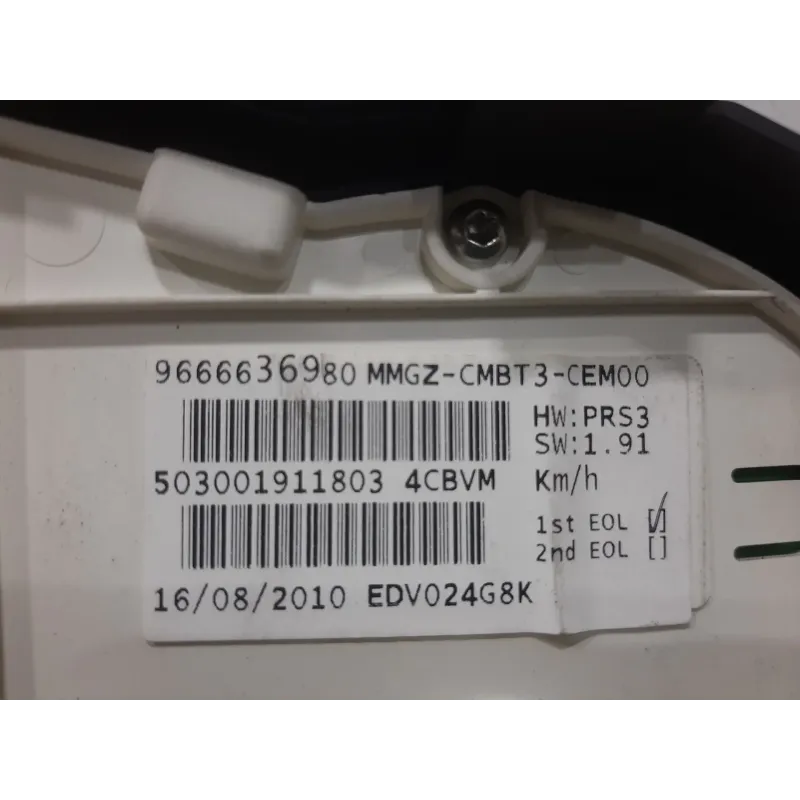 9666636980 MMGZ-CMBT3-CEM00
HW:PRS3
SW:1.91
503001911803 4CBVM
Km/h
1st EOL [/]
2nd EOL []
16/08/2010 EDV024G8K